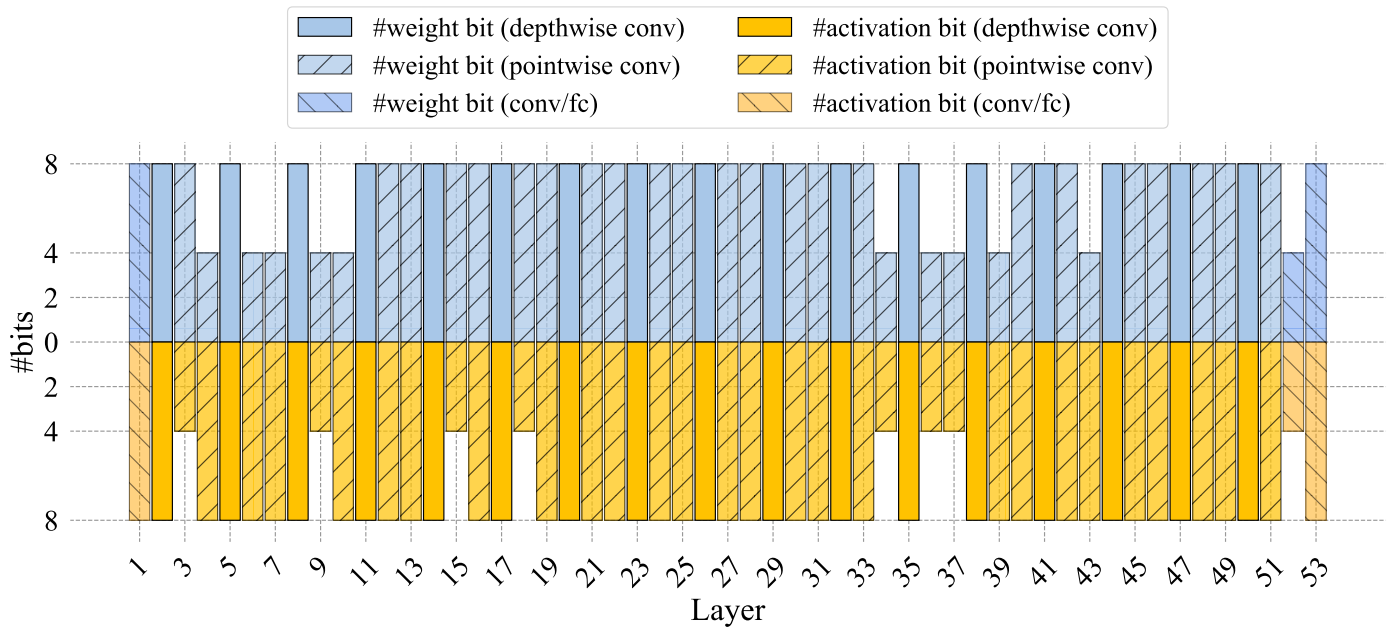 #weight bit (depthwise conv) #activation bit (depthwise conv)
#weight bit (pointwise conv) #activation bit (pointwise conv)
#weight bit (conv/fc) #activation bit (conv/fc)
8
4
2
0
2
4
8
#bits
1 3 5 7 9 11 13 15 17 19 21 23 25 27 29 31 33 35 37 39 41 43 45 47 49 51 53
Layer